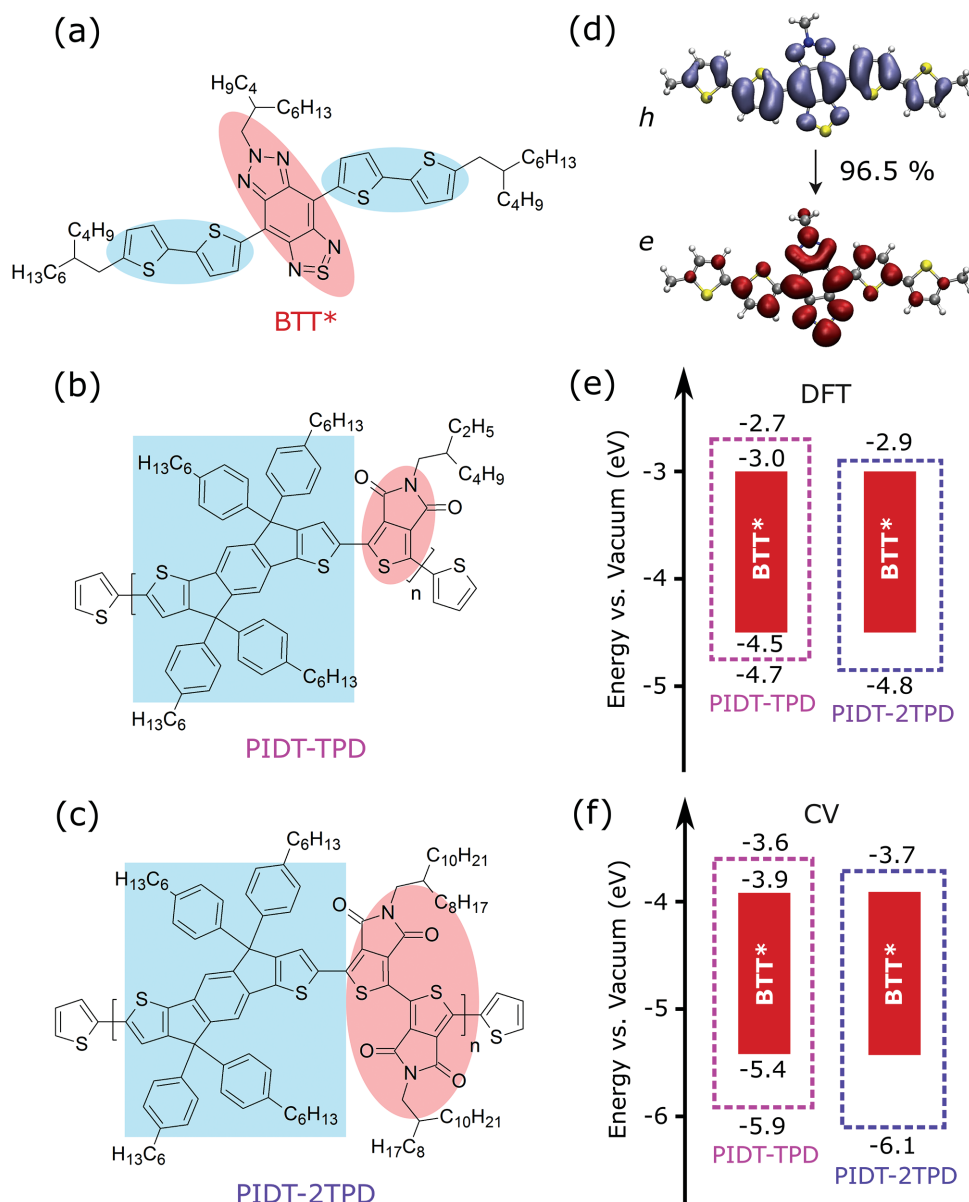 (a)
H₉C₄
C₆H₁₃
N
N
N
N
N
S
S
S
S
S
C₆H₁₃
C₄H₉
C₄H₉
H₁₃C₆
BTT*
(b)
C₆H₁₃
H₁₃C₆
C₂H₅
C₄H₉
O
N
O
S
S
S
S
S
n
C₆H₁₃
H₁₃C₆
PIDT-TPD
(c)
C₆H₁₃
H₁₃C₆
C₁₀H₂₁
C₈H₁₇
O
N
O
S
S
S
S
S
S
n
O
N
O
C₆H₁₃
C₁₀H₂₁
H₁₃C₆
H₁₇C₈
PIDT-2TPD
(d)
h
96.5 %
e
(e)
DFT
Energy vs. Vacuum (eV)
-3
-4
-5
-2.7
-3.0
-2.9
BTT*
BTT*
-4.5
-4.7
-4.8
PIDT-TPD
PIDT-2TPD
(f)
CV
Energy vs. Vacuum (eV)
-4
-5
-6
-3.6
-3.9
-3.7
BTT*
BTT*
-5.4
-5.9
-6.1
PIDT-TPD
PIDT-2TPD